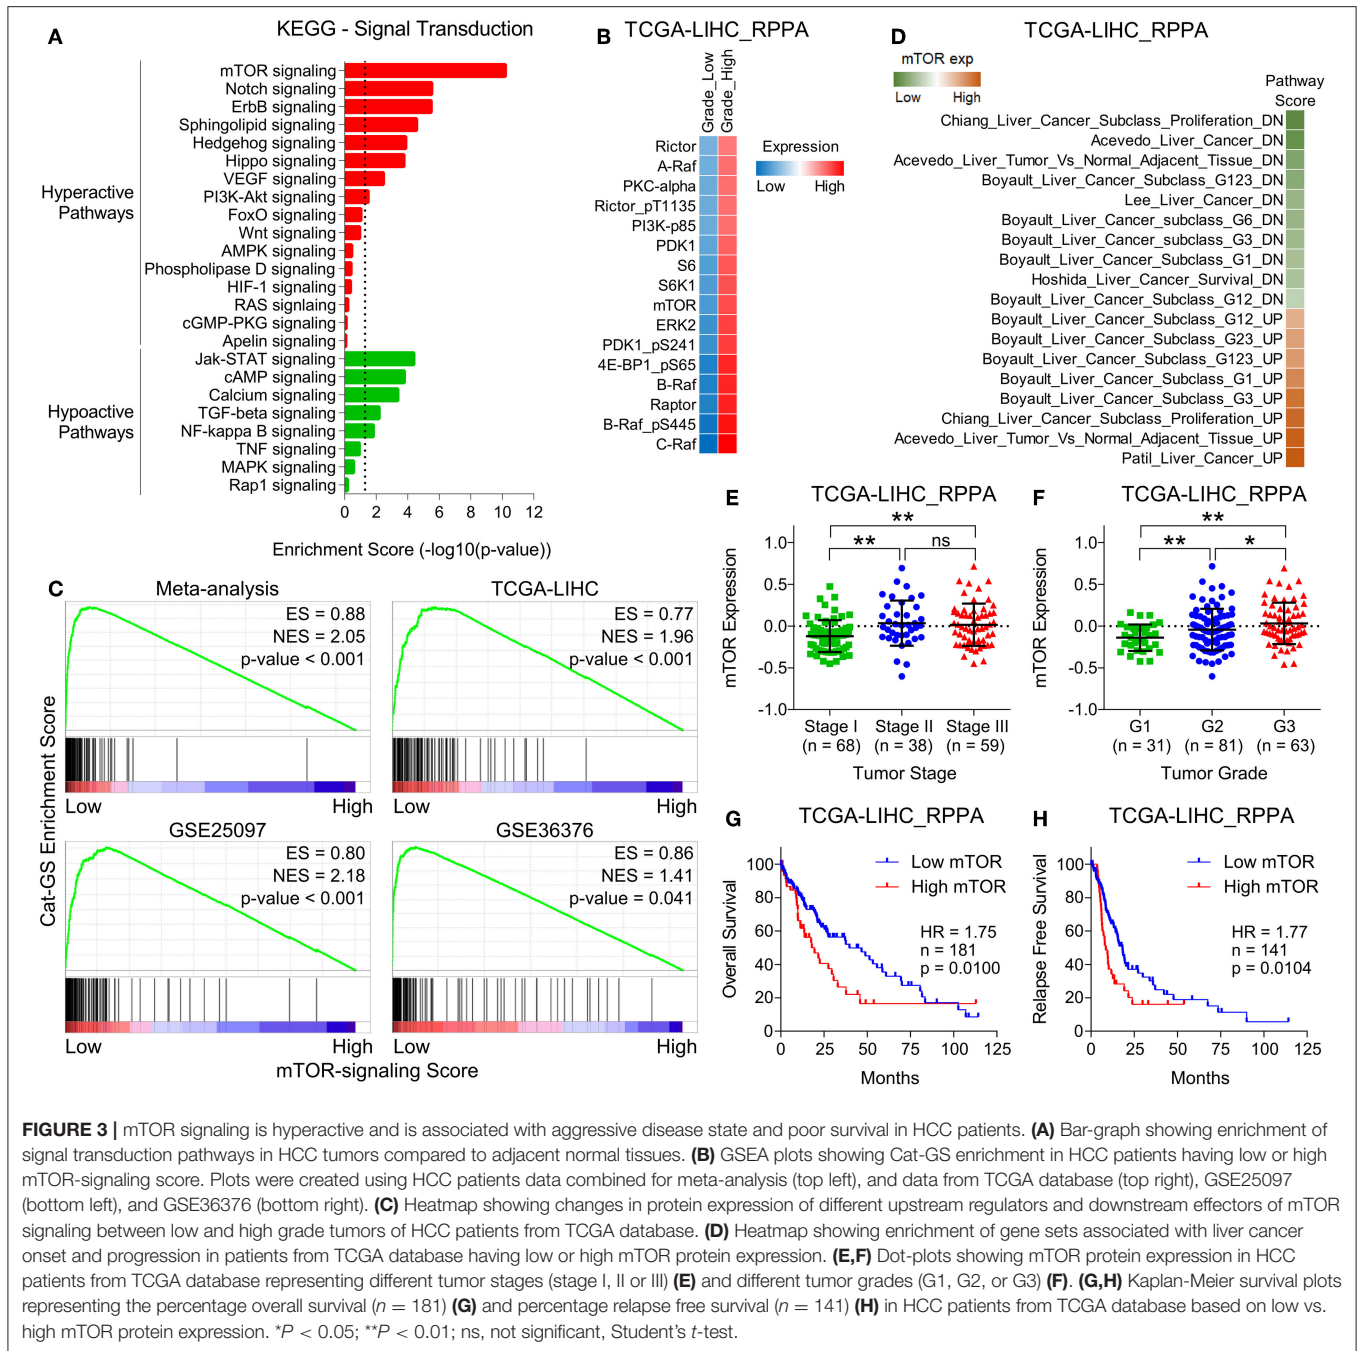 A
KEGG - Signal Transduction
Hyperactive
Pathways
Hypoactive
Pathways
mTOR signaling
Notch signaling
ErbB signaling
Sphingolipid signaling
Hedgehog signaling
Hippo signaling
VEGF signaling
PI3K-Akt signaling
FoxO signaling
Wnt signaling
AMPK signaling
Phospholipase D signaling
HIF-1 signaling
RAS signlaing
cGMP-PKG signaling
Apelin signaling
Jak-STAT signaling
cAMP signaling
Calcium signaling
TGF-beta signaling
NF-kappa B signaling
TNF signaling
MAPK signaling
Rap1 signaling
0 2 4 6 8 10 12
Enrichment Score (-log10(p-value))
B
TCGA-LIHC_RPPA
Grade_Low
Grade_High
Rictor
A-Raf
PKC-alpha
Rictor_pT1135
PI3K-p85
PDK1
S6
S6K1
mTOR
ERK2
PDK1_pS241
4E-BP1_pS65
B-Raf
Raptor
B-Raf_pS445
C-Raf
Expression
Low High
D
TCGA-LIHC_RPPA
mTOR exp
Low High
Pathway
Score
Chiang_Liver_Cancer_Subclass_Proliferation_DN
Acevedo_Liver_Cancer_DN
Acevedo_Liver_Tumor_Vs_Normal_Adjacent_Tissue_DN
Boyault_Liver_Cancer_Subclass_G123_DN
Lee_Liver_Cancer_DN
Boyault_Liver_Cancer_subclass_G6_DN
Boyault_Liver_Cancer_subclass_G3_DN
Boyault_Liver_Cancer_subclass_G1_DN
Hoshida_Liver_Cancer_Survival_DN
Boyault_Liver_Cancer_Subclass_G12_DN
Boyault_Liver_Cancer_Subclass_G12_UP
Boyault_Liver_Cancer_Subclass_G23_UP
Boyault_Liver_Cancer_Subclass_G123_UP
Boyault_Liver_Cancer_Subclass_G1_UP
Boyault_Liver_Cancer_Subclass_G3_UP
Chiang_Liver_Cancer_Subclass_Proliferation_UP
Acevedo_Liver_Tumor_Vs_Normal_Adjacent_Tissue_UP
Patil_Liver_Cancer_UP
C
Cat-GS Enrichment Score
Meta-analysis
ES = 0.88
NES = 2.05
p-value < 0.001
Low High
TCGA-LIHC
ES = 0.77
NES = 1.96
p-value < 0.001
Low High
GSE25097
ES = 0.80
NES = 2.18
p-value < 0.001
Low High
GSE36376
ES = 0.86
NES = 1.41
p-value = 0.041
Low High
mTOR-signaling Score
E
TCGA-LIHC_RPPA
mTOR Expression
1.0
0.5
0.0
-0.5
-1.0
**
** ns
Stage I Stage II Stage III
(n = 68) (n = 38) (n = 59)
Tumor Stage
F
TCGA-LIHC_RPPA
mTOR Expression
1.0
0.5
0.0
-0.5
-1.0
**
** *
G1 G2 G3
(n = 31) (n = 81) (n = 63)
Tumor Grade
G
TCGA-LIHC_RPPA
Overall Survival
100
80
60
40
20
0
Low mTOR
High mTOR
HR = 1.75
n = 181
p = 0.0100
0 25 50 75 100 125
Months
H
TCGA-LIHC_RPPA
Relapse Free Survival
100
80
60
40
20
0
Low mTOR
High mTOR
HR = 1.77
n = 141
p = 0.0104
0 25 50 75 100 125
Months
FIGURE 3 | mTOR signaling is hyperactive and is associated with aggressive disease state and poor survival in HCC patients. (A) Bar-graph showing enrichment of
signal transduction pathways in HCC tumors compared to adjacent normal tissues. (B) GSEA plots showing Cat-GS enrichment in HCC patients having low or high
mTOR-signaling score. Plots were created using HCC patients data combined for meta-analysis (top left), and data from TCGA database (top right), GSE25097
(bottom left), and GSE36376 (bottom right). (C) Heatmap showing changes in protein expression of different upstream regulators and downstream effectors of mTOR
signaling between low and high grade tumors of HCC patients from TCGA database. (D) Heatmap showing enrichment of gene sets associated with liver cancer
onset and progression in patients from TCGA database having low or high mTOR protein expression. (E,F) Dot-plots showing mTOR protein expression in HCC
patients from TCGA database representing different tumor stages (stage I, II or III) (E) and different tumor grades (G1, G2, or G3) (F). (G,H) Kaplan-Meier survival plots
representing the percentage overall survival (n = 181) (G) and percentage relapse free survival (n = 141) (H) in HCC patients from TCGA database based on low vs.
high mTOR protein expression. *P < 0.05; **P < 0.01; ns, not significant, Student's t-test.